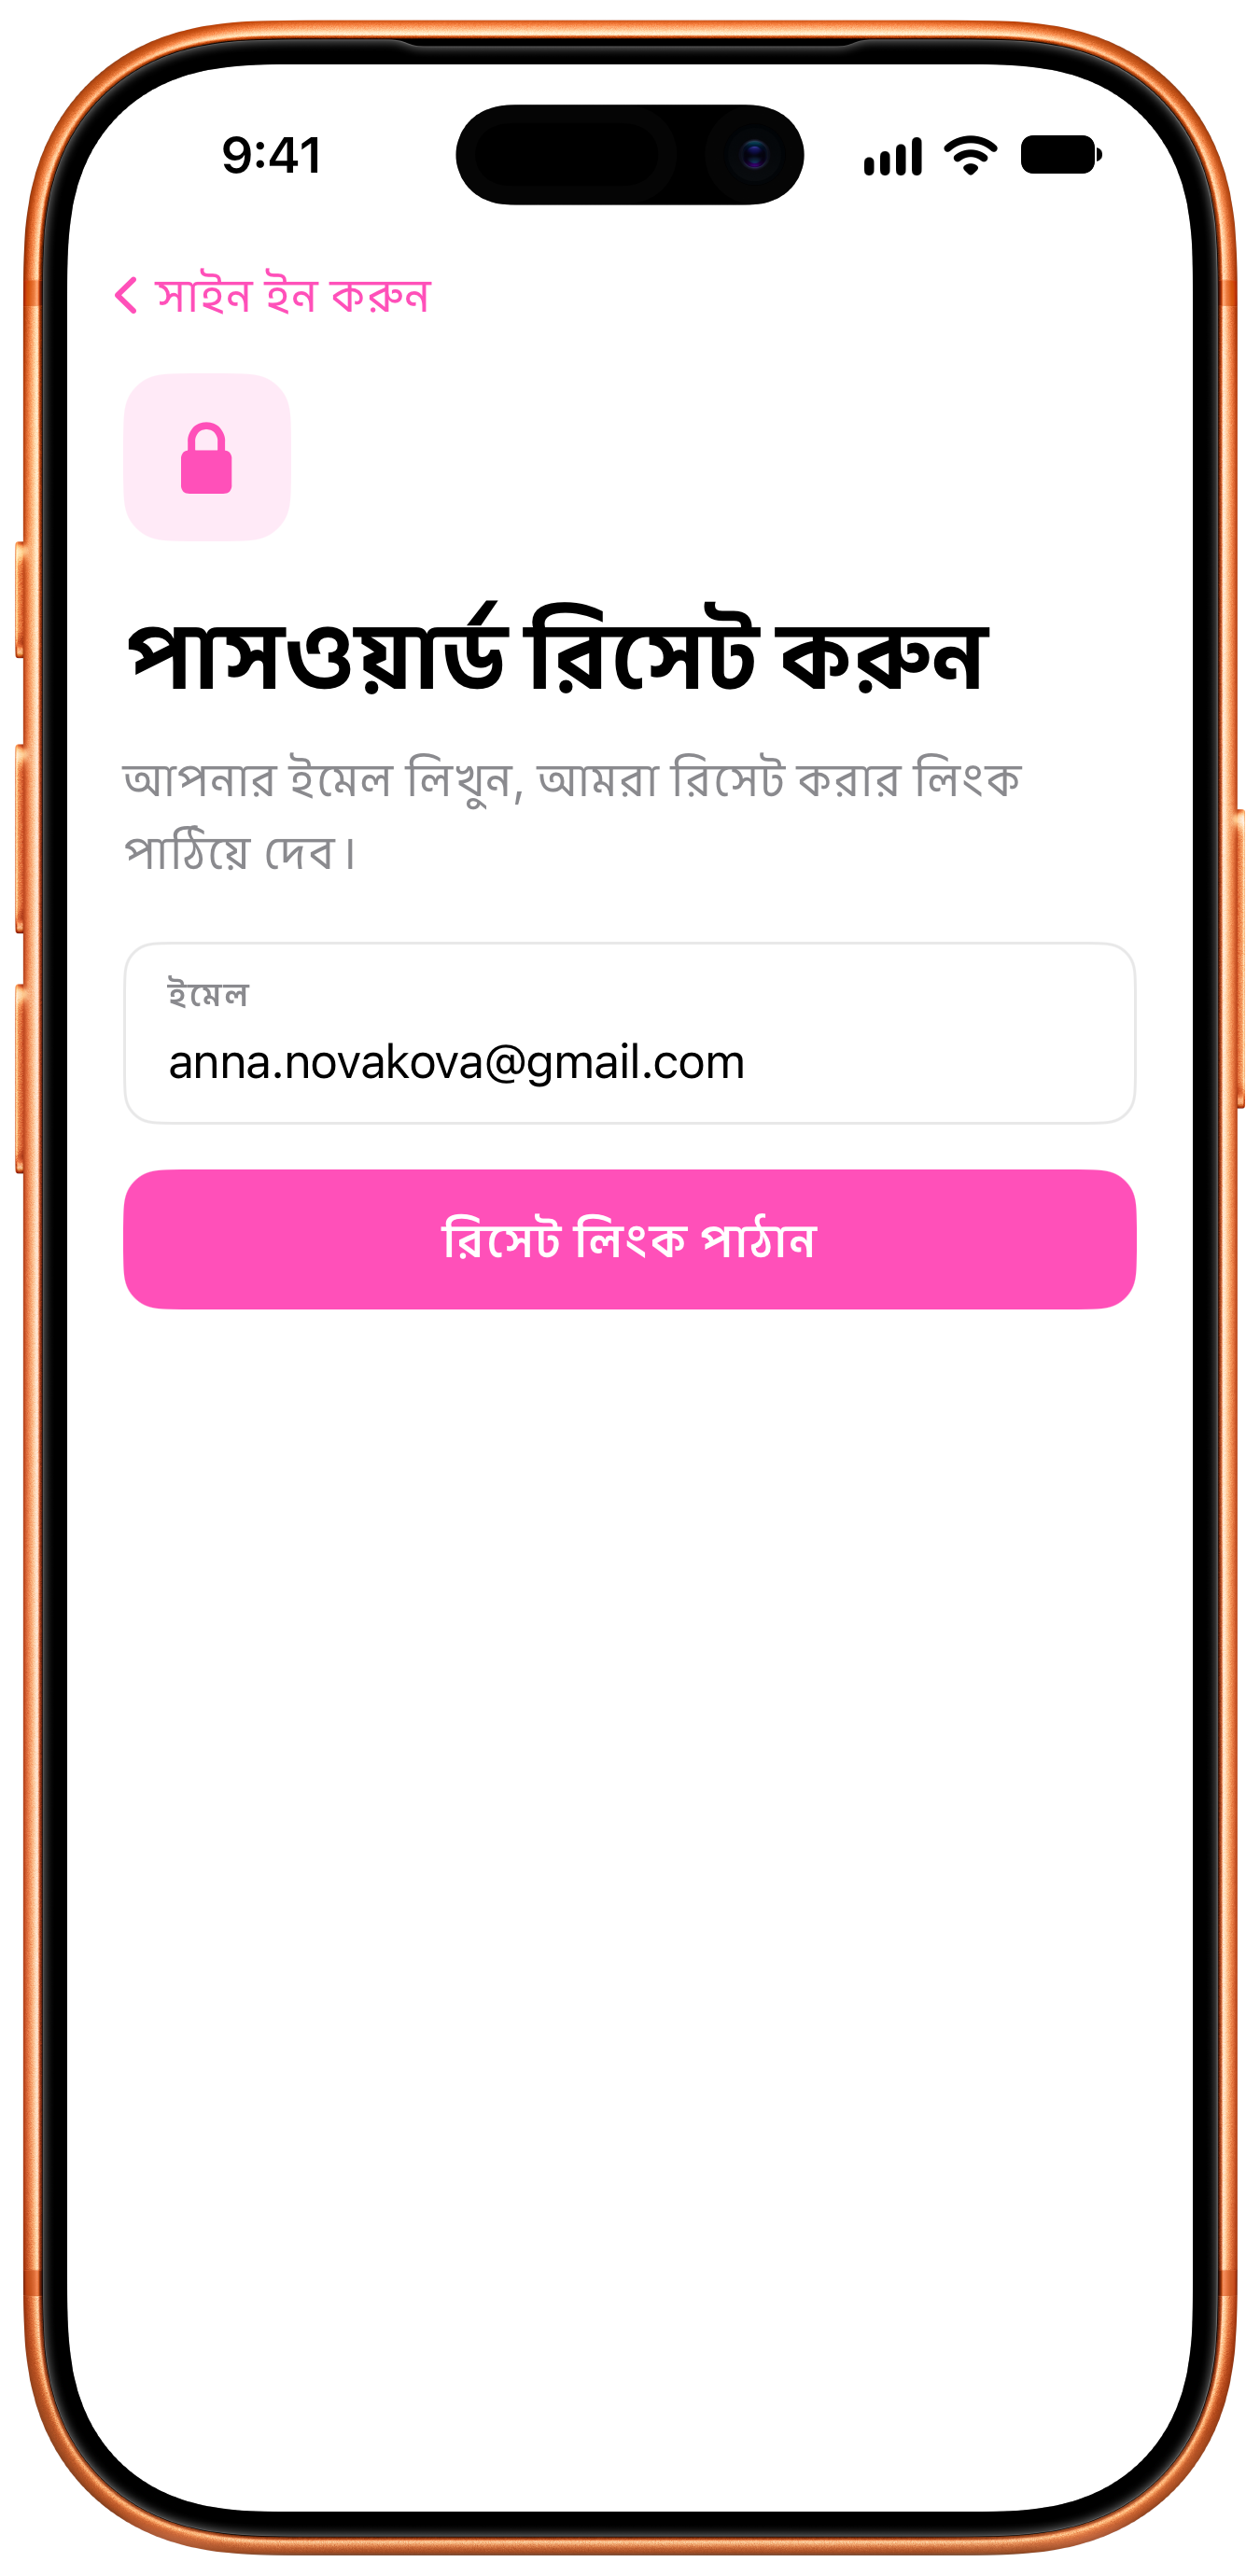 9:41
সাইন ইন করুন
পাসওয়ার্ড রিসেট করুন
আপনার ইমেল লিখুন, আমরা রিসেট করার লিংক
পাঠিয়ে দেব।
ইমেল
anna.novakova@gmail.com
রিসেট লিংক পাঠান